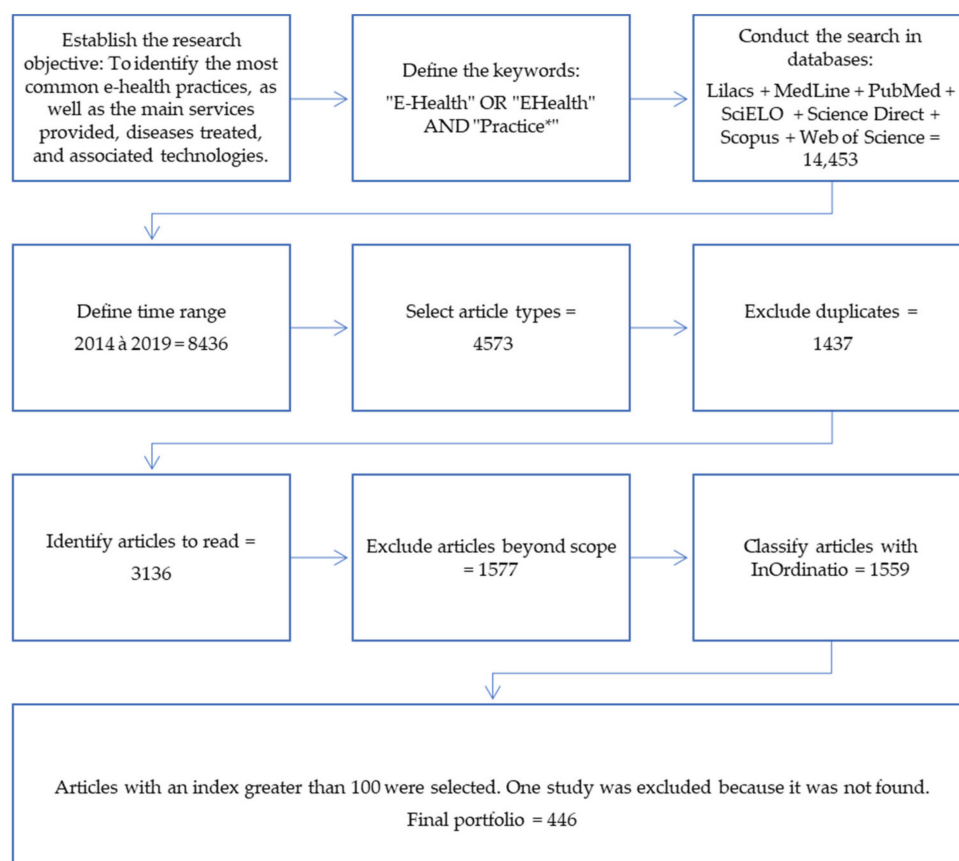 Establish the research
objective: To identify the most
common e-health practices, as
well as the main services
provided, diseases treated,
and associated technologies.
Define the keywords:
"E-Health" OR "EHealth"
AND "Practice*"
Conduct the search in
databases:
Lilacs + MedLine + PubMed +
SciELO + Science Direct +
Scopus + Web of Science =
14,453
Define time range
2014 à 2019 = 8436
Select article types =
4573
Exclude duplicates =
1437
Identify articles to read =
3136
Exclude articles beyond scope
= 1577
Classify articles with
InOrdinatio = 1559
Articles with an index greater than 100 were selected. One study was excluded because it was not found.
Final portfolio = 446